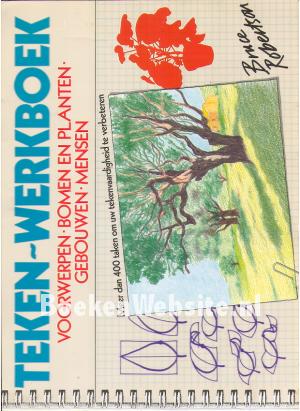 TEKEN-WERKBOEK
VOORWERPEN·BOMEN EN PLANTEN·
GEBOUWEN·MENSEN
Bruce
Robertson
Meer dan 400 taken om uw tekenvaardigheid te verbeteren
BoekenWebsite.nl